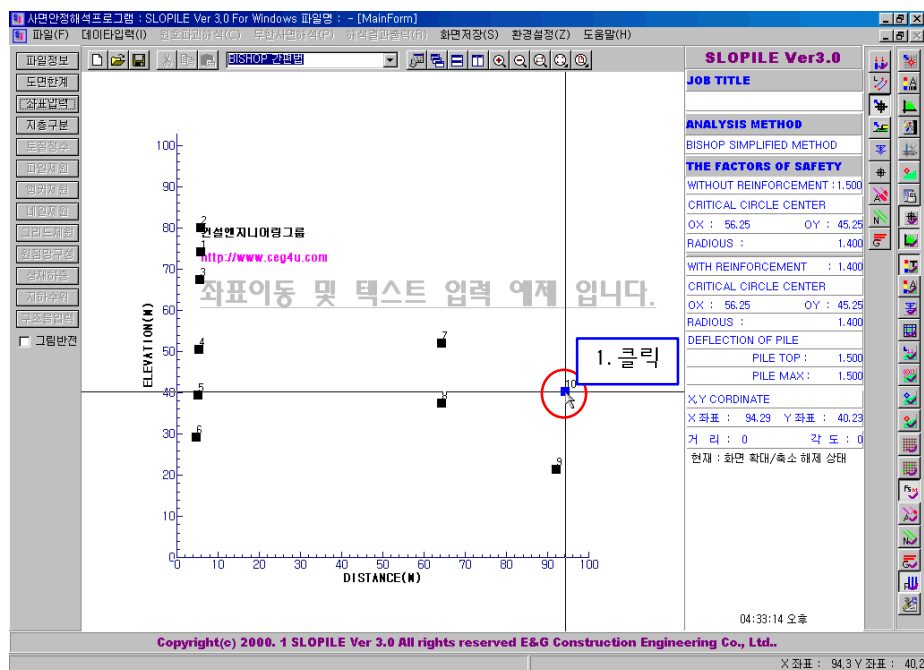 사면안정해석프로그램 : SLOPILE Ver 3.0 For Windows 파일명 : - [MainForm]
파일(F) 데이타입력(I) 원호파괴해석(C) 무한사면해석(P) 해석결과출력(R) 화면저장(S) 환경설정(Z) 도움말(H)
파일정보
도면한계
좌표입력
지층구분
토질정수
파일제원
앵커제원
네일제원
그리드제원
원점망구성
상재하중
지하수위
구조물입력
그림반전
BISHOP 간편법
100
90
80
70
60
50
40
30
20
10
0
ELEVATION(M)
0 10 20 30 40 50 60 70 80 90 100
DISTANCE(M)
2
건설엔지니어링그룹
1
http://www.ceg4u.com
3
좌표이동 및 텍스트 입력 예제 입니다.
4
7
5
8
10
6
9
1. 클릭
SLOPILE Ver3.0
JOB TITLE
ANALYSIS METHOD
BISHOP SIMPLIFIED METHOD
THE FACTORS OF SAFETY
WITHOUT REINFORCEMENT : 1.500
CRITICAL CIRCLE CENTER
OX : 56.25 OY : 45.25
RADIOUS : 1.400
WITH REINFORCEMENT : 1.400
CRITICAL CIRCLE CENTER
OX : 56.25 OY : 45.25
RADIOUS : 1.400
DEFLECTION OF PILE
PILE TOP : 1.500
PILE MAX : 1.500
X,Y CORDINATE
X 좌표 : 94.29 Y 좌표 : 40.23
거 리 : 0 각 도 : 0
현재 : 화면 확대/축소 해제 상태
04:33:14 오후
Copyright(c) 2000. 1 SLOPILE Ver 3.0 All rights reserved E&G Construction Engineering Co., Ltd..
X 좌표 : 94.3 Y 좌표 : 40.2